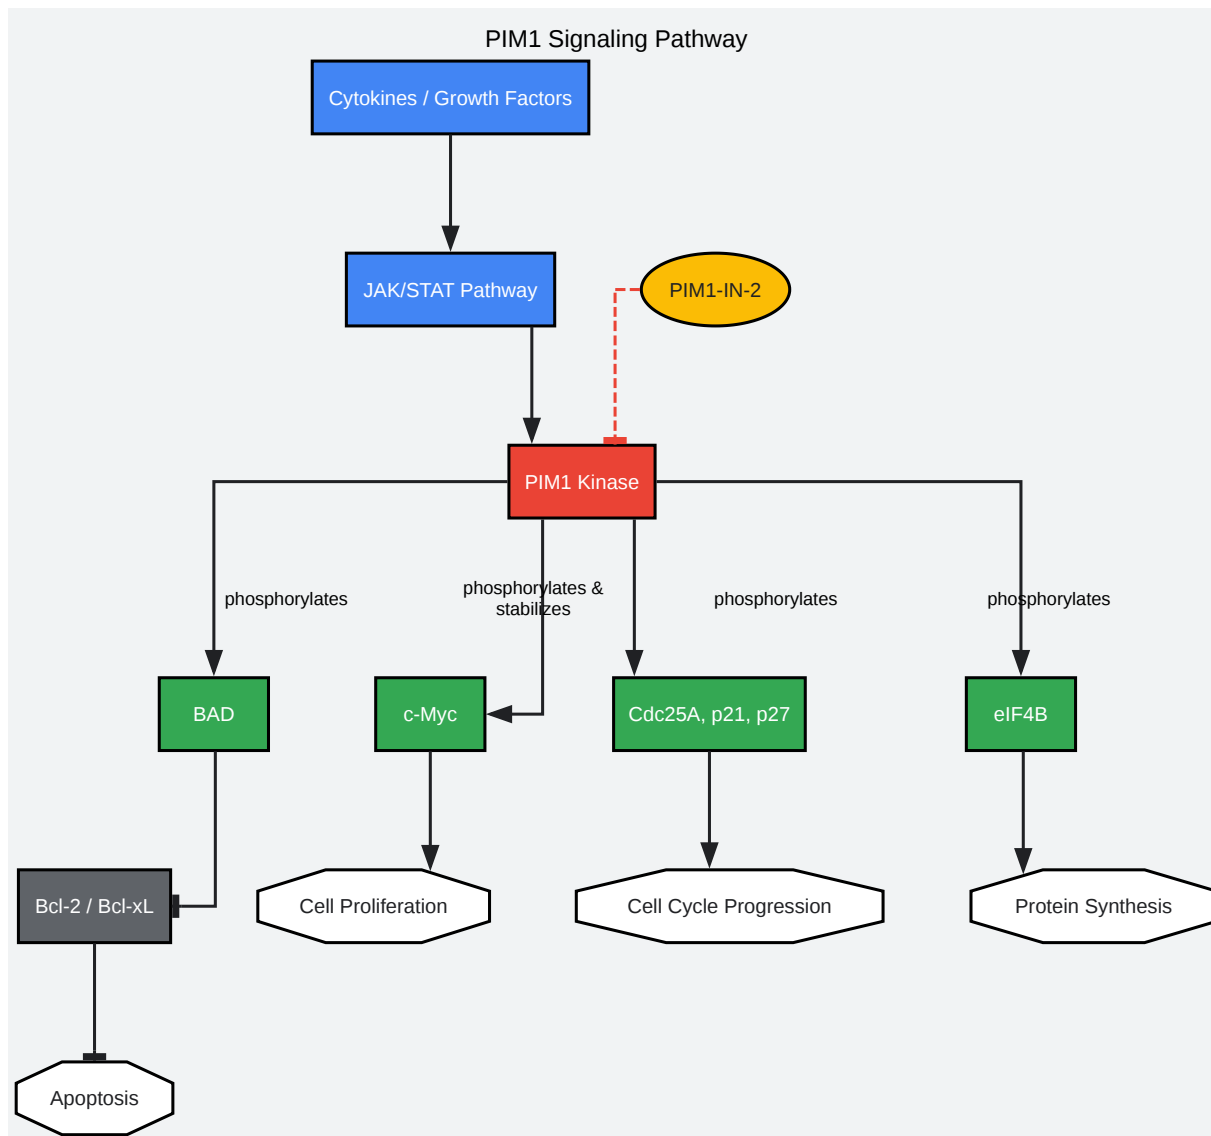 PIM1 Signaling Pathway
Cytokines / Growth Factors
JAK/STAT Pathway
PIM1-IN-2
PIM1 Kinase
phosphorylates
phosphorylates &
stabilizes
phosphorylates
phosphorylates
BAD
c-Myc
Cdc25A, p21, p27
eIF4B
Bcl-2 / Bcl-xL
Cell Proliferation
Cell Cycle Progression
Protein Synthesis
Apoptosis